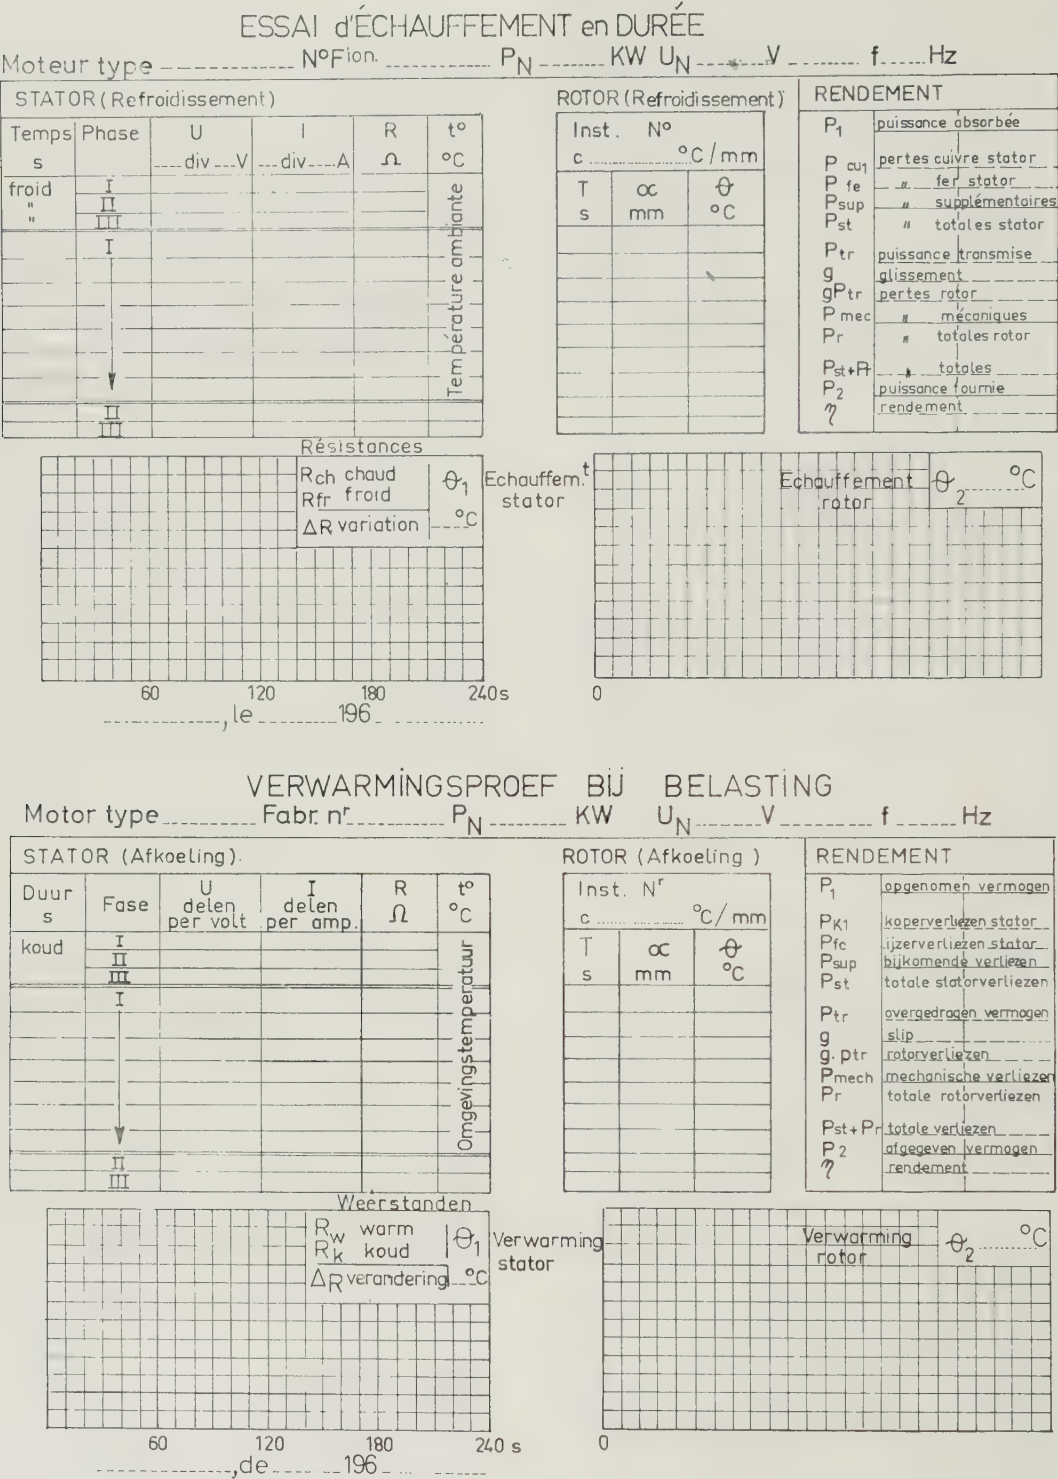 ESSAI d'ÉCHAUFFEMENT en DURÉE
Moteur type N°Fion. PN KW UN V f Hz
STATOR (Refroidissement)
Temps Phase U I R t°
s div V div A Ω °C
froid I
" II
" III
I
II
III
Température ambiante
ROTOR (Refroidissement)
Inst. N°
c °C/mm
T α θ
s mm °C
RENDEMENT
P1 puissance absorbée
P cu1 pertes cuivre stator
P fe " fer stator
Psup " supplémentaires
Pst " totales stator
Ptr puissance transmise
g glissement
gPtr pertes rotor
P mec " mécaniques
Pr " totales rotor
Pst+Pr " totales
P2 puissance fournie
η rendement
Résistances
Rch chaud θ1
Rfr froid
ΔR variation °C
Echauffem.t
stator
60 120 180 240s
Echauffement θ2 °C
rotor
0
,le 196
VERWARMINGSPROEF BIJ BELASTING
Motor type Fabr. nr PN KW UN V f Hz
STATOR (Afkoeling).
Duur Fase U I R t°
s delen delen Ω °C
per volt per amp.
koud I
II
III
I
II
III
Omgevingstemperatuur
ROTOR (Afkoeling)
Inst. Nr
c °C/mm
T α θ
s mm °C
RENDEMENT
P1 opgenomen vermogen
PK1 koperverliezen stator
Pfc ijzerverliezen stator
Psup bijkomende verliezen
Pst totale statorverliezen
Ptr overgedragen vermogen
g slip
g.ptr rotorverliezen
Pmech mechanische verliezen
Pr totale rotorverliezen
Pst+Pr totale verliezen
P2 afgegeven vermogen
η rendement
Weerstanden
Rw warm θ1
Rk koud
ΔR verandering °C
Verwarming
stator
60 120 180 240 s
Verwarming θ2 °C
rotor
0
,de 196